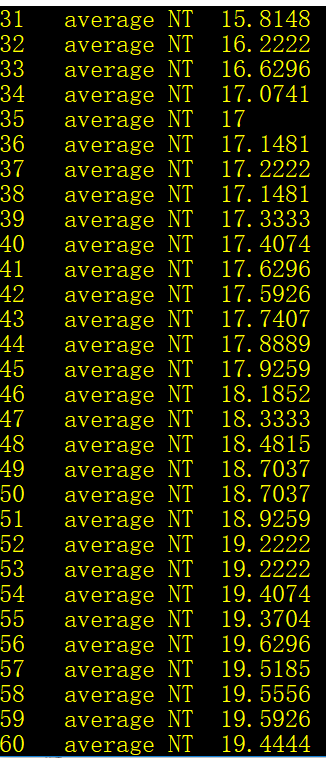 31 average NT 15.8148
32 average NT 16.2222
33 average NT 16.6296
34 average NT 17.0741
35 average NT 17
36 average NT 17.1481
37 average NT 17.2222
38 average NT 17.1481
39 average NT 17.3333
40 average NT 17.4074
41 average NT 17.6296
42 average NT 17.5926
43 average NT 17.7407
44 average NT 17.8889
45 average NT 17.9259
46 average NT 18.1852
47 average NT 18.3333
48 average NT 18.4815
49 average NT 18.7037
50 average NT 18.7037
51 average NT 18.9259
52 average NT 19.2222
53 average NT 19.2222
54 average NT 19.4074
55 average NT 19.3704
56 average NT 19.6296
57 average NT 19.5185
58 average NT 19.5556
59 average NT 19.5926
60 average NT 19.4444